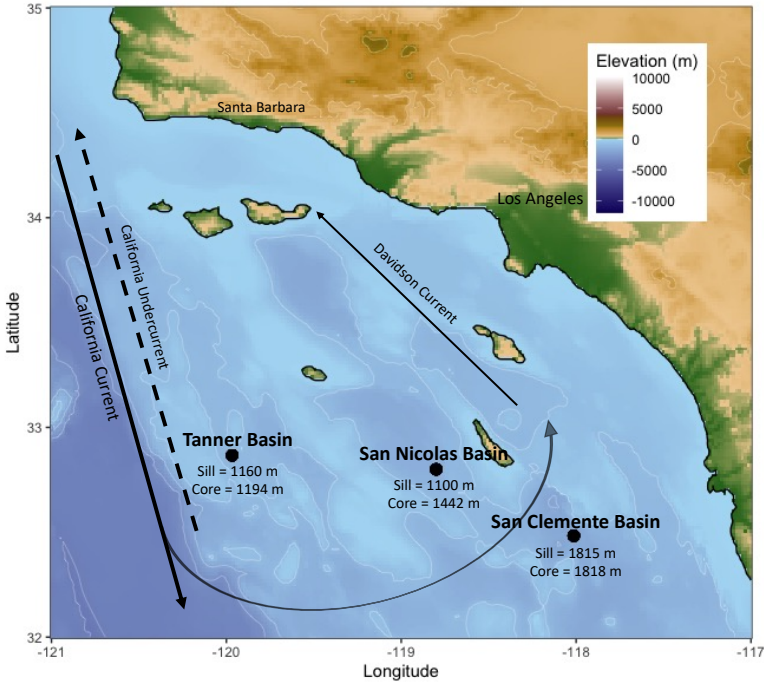 35
Elevation (m)
10000
5000
0
-5000
-10000
Santa Barbara
Los Angeles
34
California Undercurrent
Davidson Current
California Current
Latitude
33
Tanner Basin
Sill = 1160 m
Core = 1194 m
San Nicolas Basin
Sill = 1100 m
Core = 1442 m
San Clemente Basin
Sill = 1815 m
Core = 1818 m
32
-121
-120
-119
-118
-117
Longitude